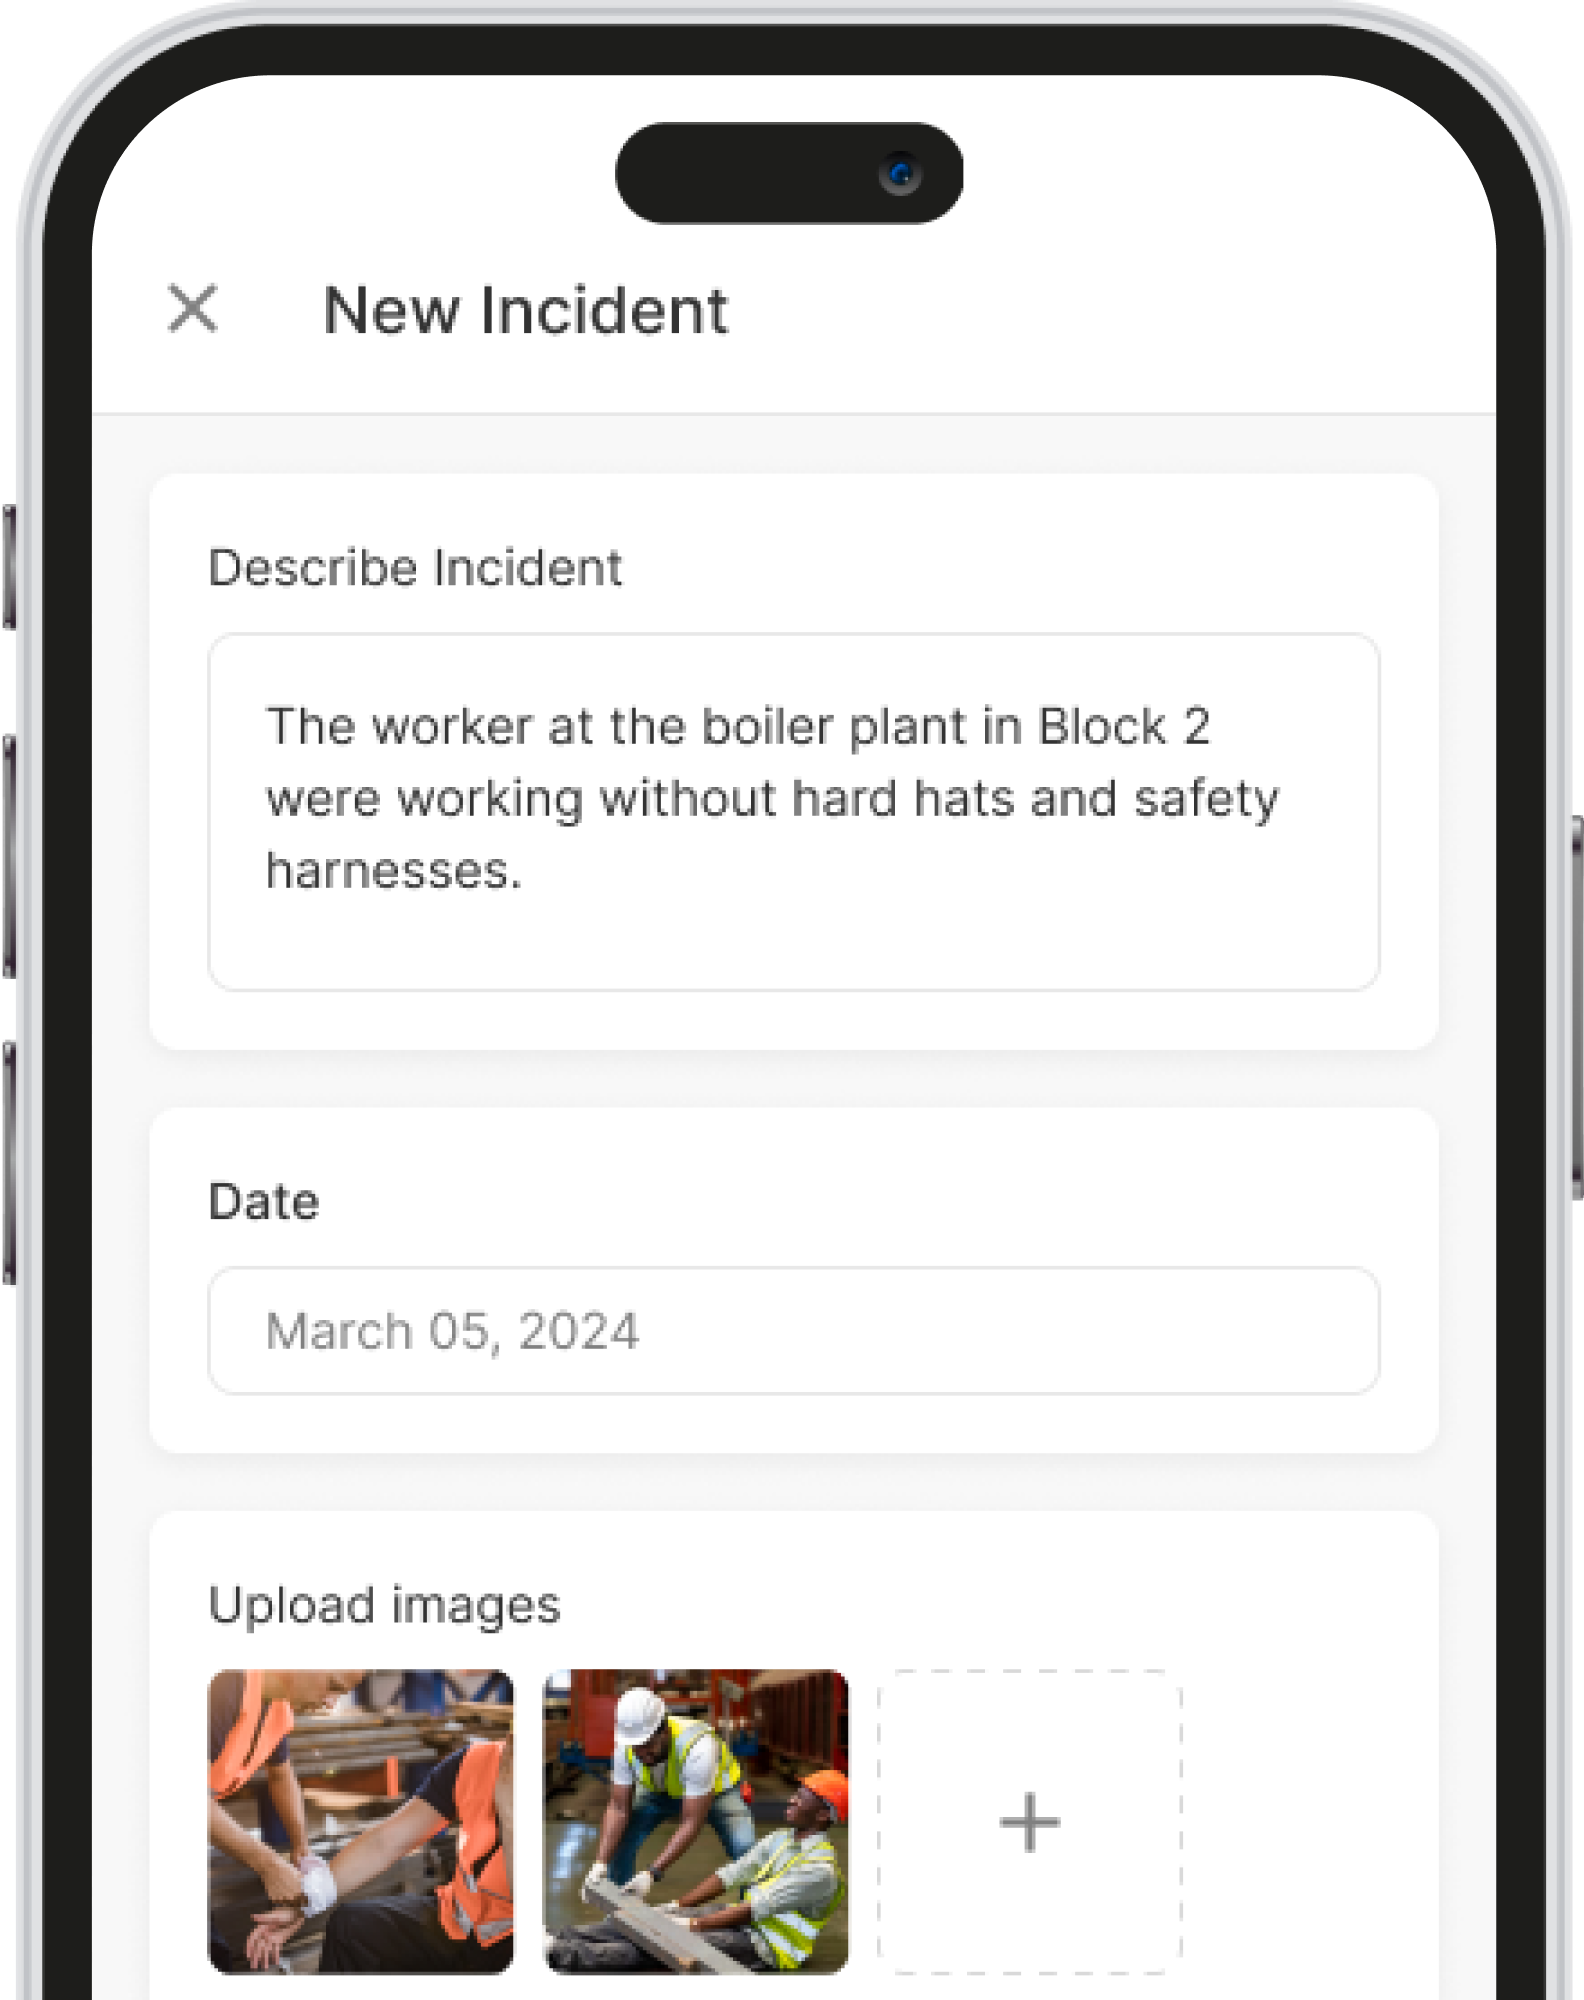 New Incident
Describe Incident
The worker at the boiler plant in Block 2
were working without hard hats and safety
harnesses.
Date
March 05, 2024
Upload images